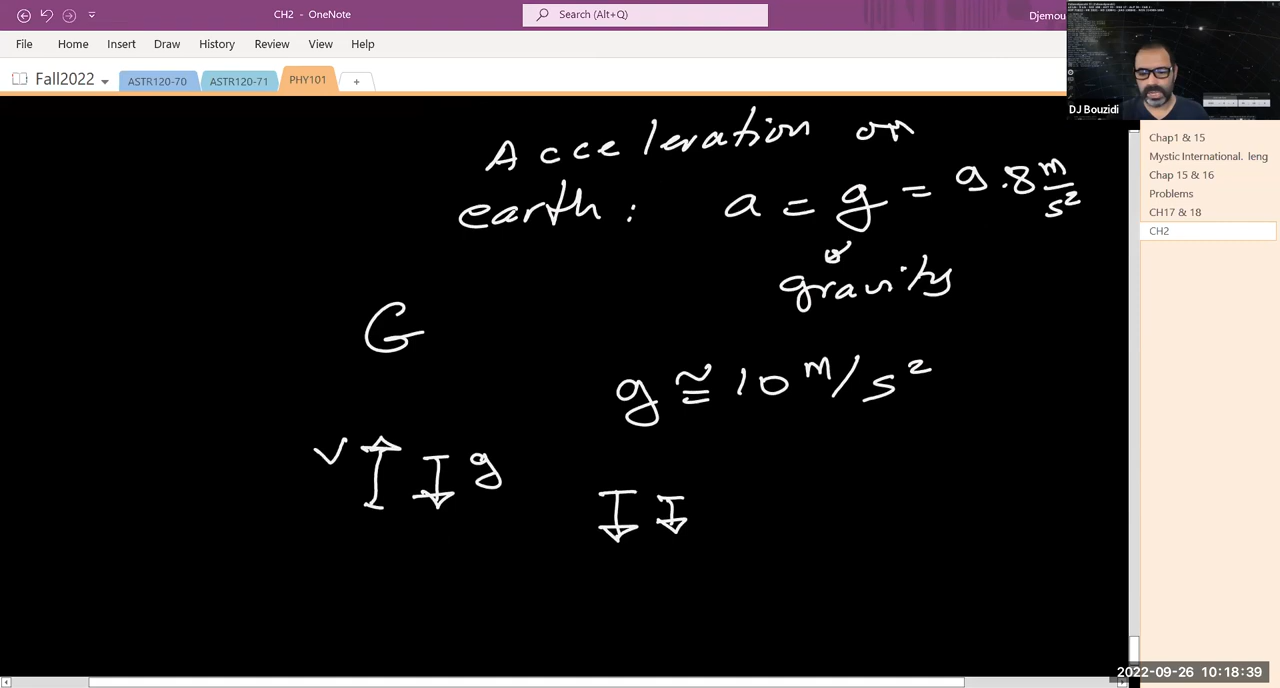 CH2 - OneNote
Search (Alt+Q)
Djemou
File Home Insert Draw History Review View Help
Fall2022
ASTR120-70
ASTR120-71
PHY101
DJ Bouzidi
Chap1 & 15
Mystic International. leng
Chap 15 & 16
Problems
CH17 & 18
CH2
Acceleration on
earth : a = g = 9.8 m/s²
gravity
G
g ≅ 10 m/s²
V g
2022-09-26 10:18:39